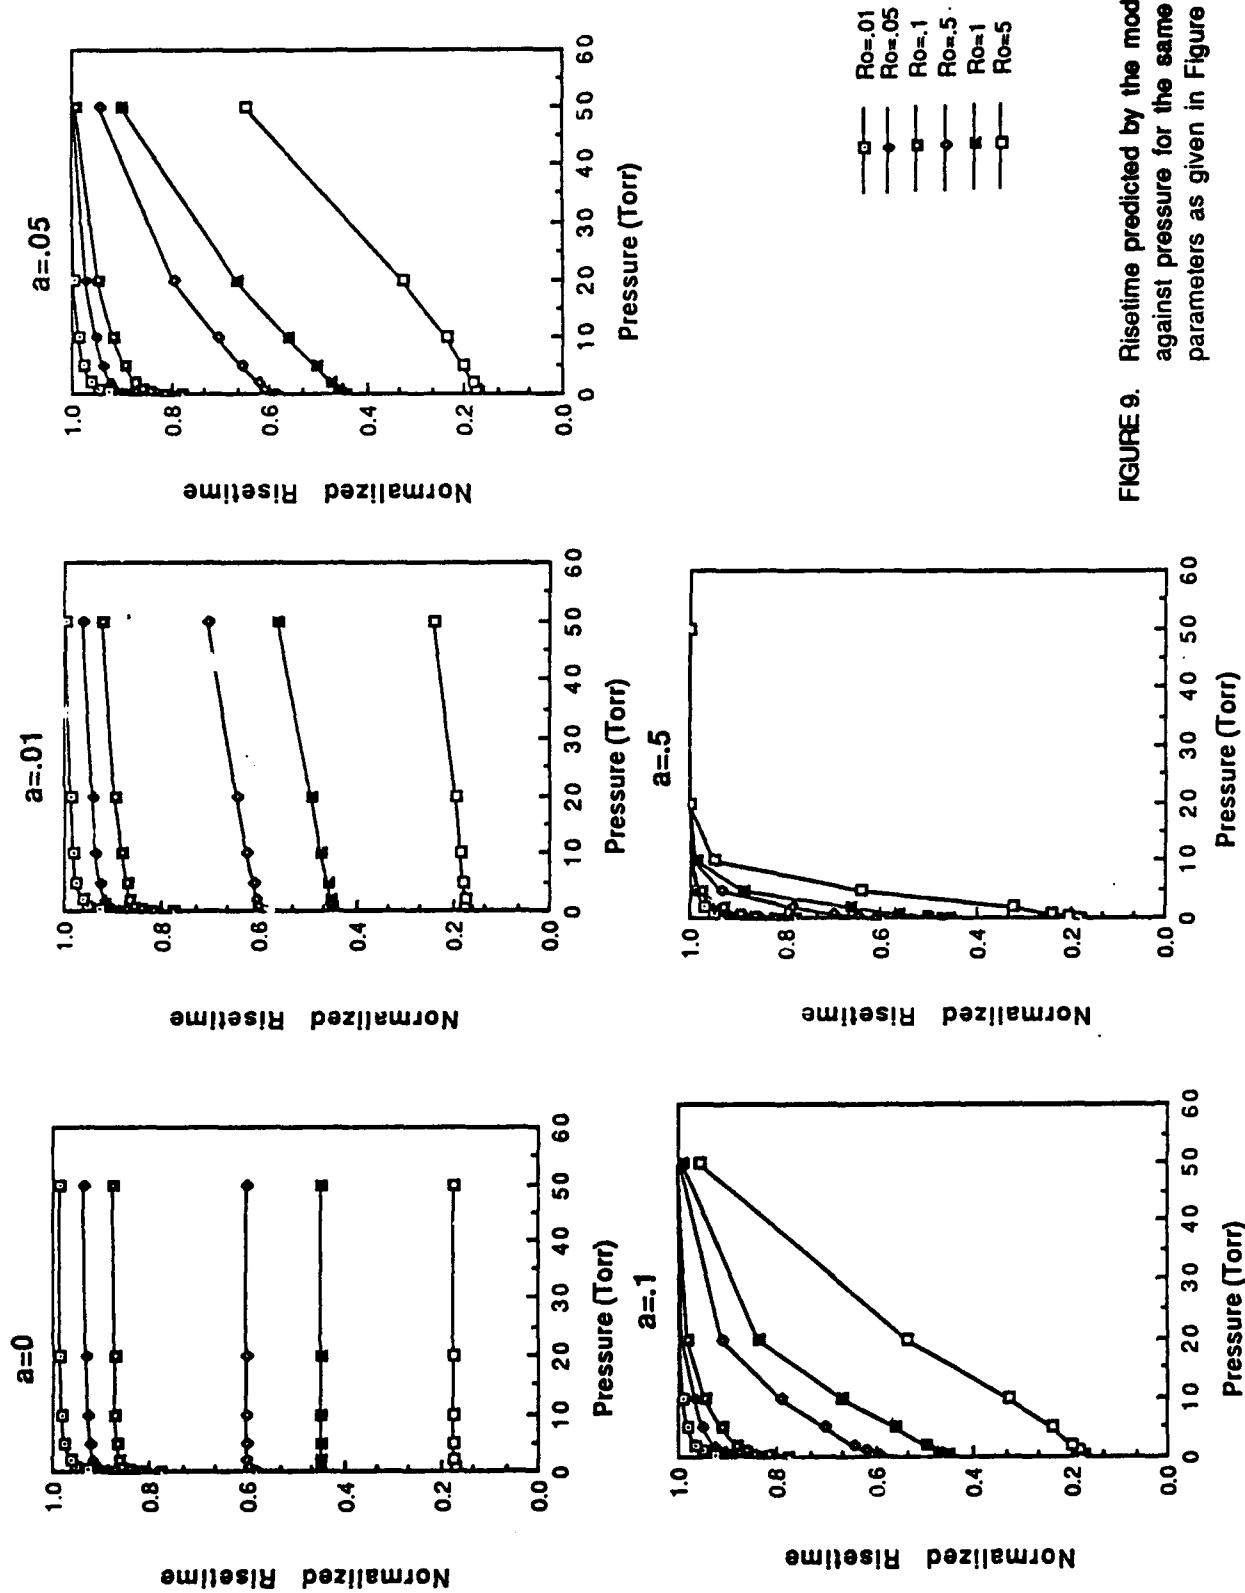 a=0
Normalized Risetime
1.0
0.8
0.6
0.4
0.2
0.0
0 10 20 30 40 50 60
Pressure (Torr)
a=.01
Normalized Risetime
1.0
0.8
0.6
0.4
0.2
0.0
0 10 20 30 40 50 60
Pressure (Torr)
a=.05
Normalized Risetime
1.0
0.8
0.6
0.4
0.2
0.0
0 10 20 30 40 50 60
Pressure (Torr)
a=.1
Normalized Risetime
1.0
0.8
0.6
0.4
0.2
0.0
0 10 20 30 40 50 60
Pressure (Torr)
a=.5
Normalized Risetime
1.0
0.8
0.6
0.4
0.2
0.0
0 10 20 30 40 50 60
Pressure (Torr)
Ro=.01
Ro=.05
Ro=.1
Ro=.5
Ro=1
Ro=5
FIGURE 9. Risetime predicted by the mod
against pressure for the same
parameters as given in Figure